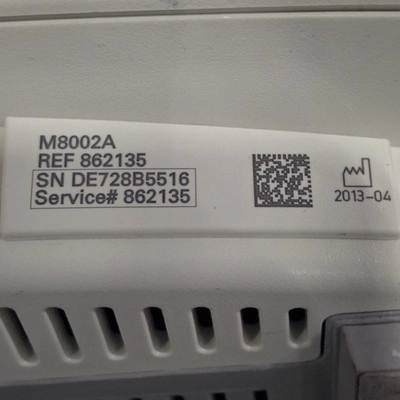 M8002A
REF 862135
SN DE728B5516
Service# 862135
2013-04